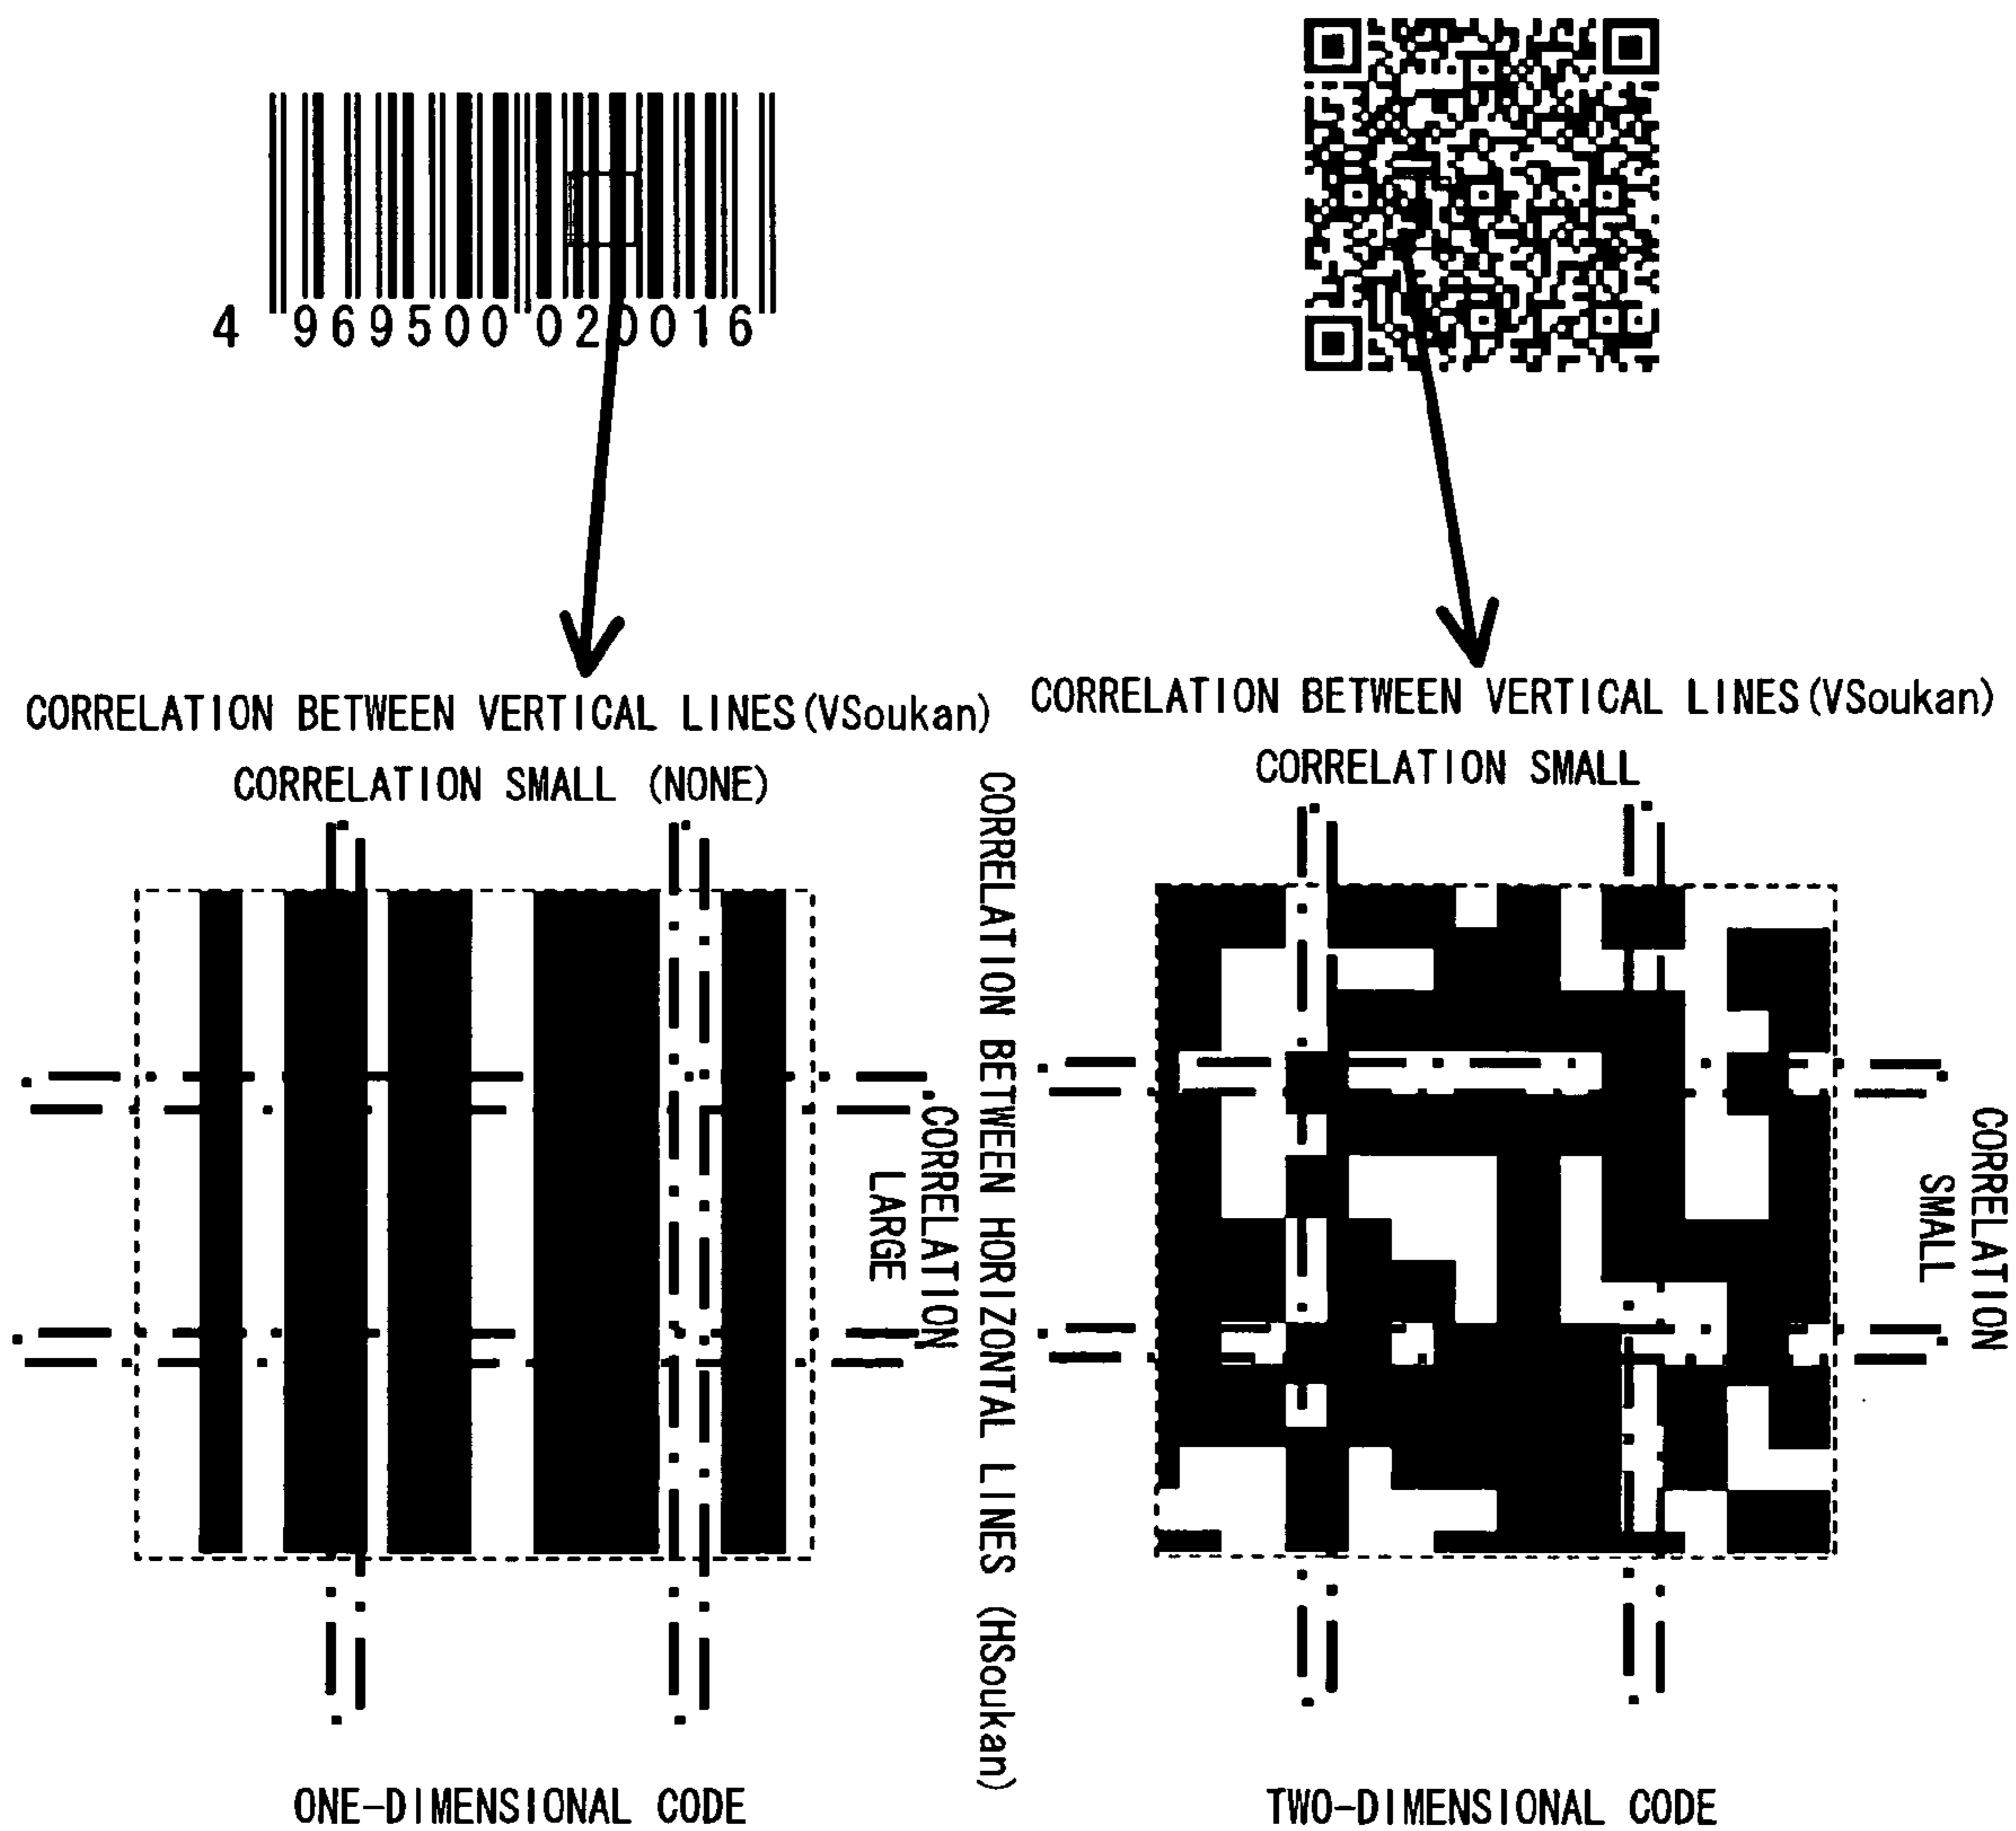 4 969500 020016
CORRELATION BETWEEN VERTICAL LINES(VSoukan)
CORRELATION SMALL (NONE)
CORRELATION
LARGE
CORRELATION BETWEEN HORIZONTAL LINES (HSoukan)
ONE-DIMENSIONAL CODE
CORRELATION BETWEEN VERTICAL LINES(VSoukan)
CORRELATION SMALL
CORRELATION
SMALL
TWO-DIMENSIONAL CODE